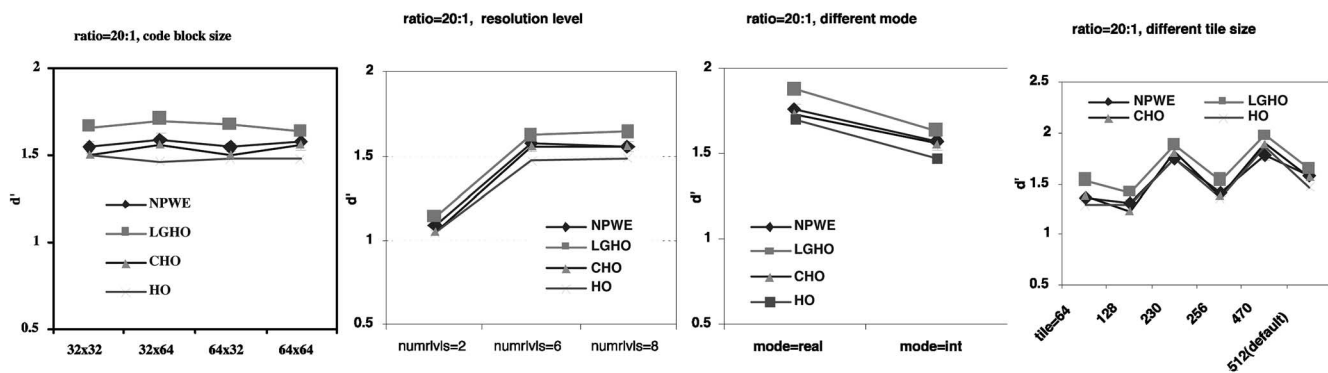 ratio=20:1, code block size
2
1.5
d'
1
0.5
NPWE
LGHO
CHO
HO
32x32 32x64 64x32 64x64
ratio=20:1, resolution level
2
1.5
d'
1
0.5
NPWE
LGHO
CHO
HO
numrlvls=2 numrlvls=6 numrlvls=8
ratio=20:1, different mode
2
1.5
d'
1
0.5
NPWE
LGHO
CHO
HO
mode=real mode=int
ratio=20:1, different tile size
2.5
2
1.5
d'
1
0.5
NPWE LGHO
CHO HO
tile=64 128 230 256 470 512(default)